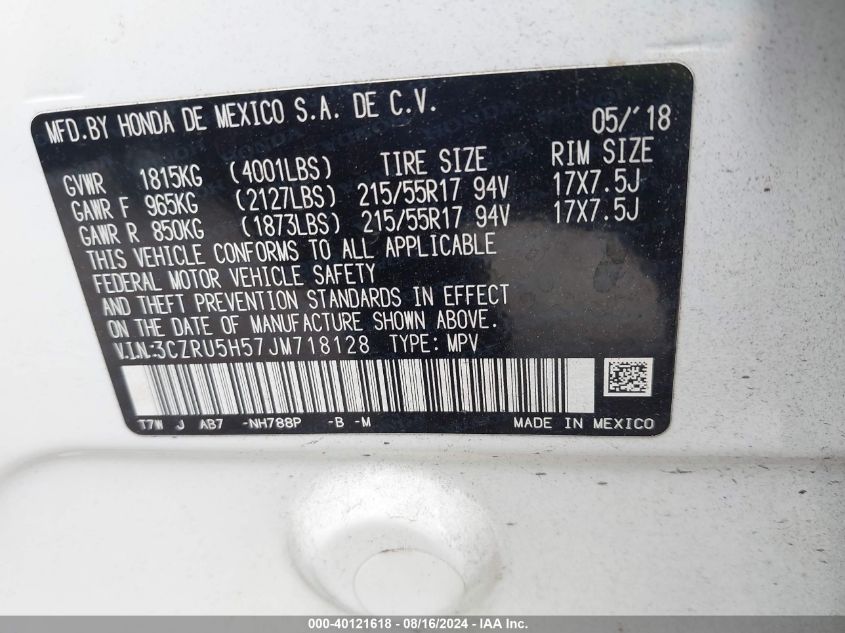 MFD.BY HONDA DE MEXICO S.A. DE C.V. 05/'18
GVWR 1815KG (4001LBS) TIRE SIZE RIM SIZE
GAWR F 965KG (2127LBS) 215/55R17 94V 17X7.5J
GAWR R 850KG (1873LBS) 215/55R17 94V 17X7.5J
THIS VEHICLE CONFORMS TO ALL APPLICABLE
FEDERAL MOTOR VEHICLE SAFETY
AND THEFT PREVENTION STANDARDS IN EFFECT
ON THE DATE OF MANUFACTURE SHOWN ABOVE.
V.I.N:3CZRU5H57JM718128 TYPE: MPV
T7W J AB7 -NH788P -B -M MADE IN MEXICO
000-40121618 - 08/16/2024 - IAA Inc.